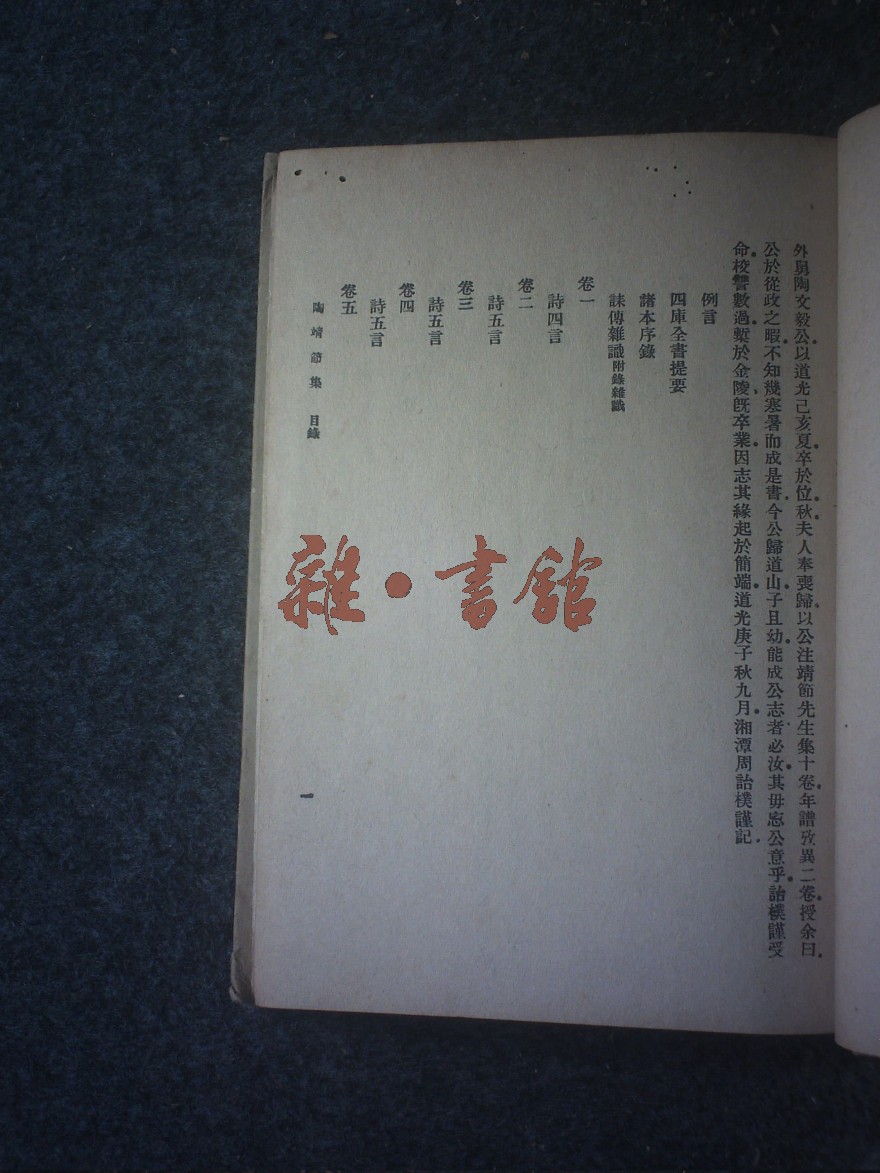 外舅陶文毅公以道光己亥夏卒於位。秋夫人奉喪歸。以公注靖節先生集十卷。年譜攷異二卷。授余曰。
公於從政之暇。不知幾寒暑而成是書。今公歸道山。子且幼。能成公志者必汝。其毋忘公意乎。詒樸謹受
命。校讐數過。槧於金陵。旣卒業。因志其緣起於簡端。道光庚子秋九月。湘潭周詒樸謹記。
例言
四庫全書提要
諸本序錄
誄傳雜識附錄雜識
卷一
詩四言
卷二
詩五言
卷三
詩五言
卷四
詩五言
卷五
陶靖節集 目錄
一
雜·書館